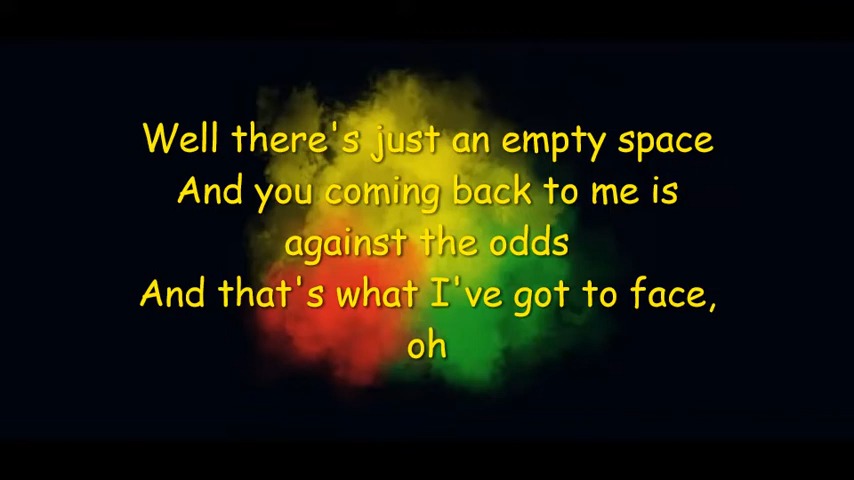 Well there's just an empty space
And you coming back to me is
against the odds
And that's what I've got to face,
oh